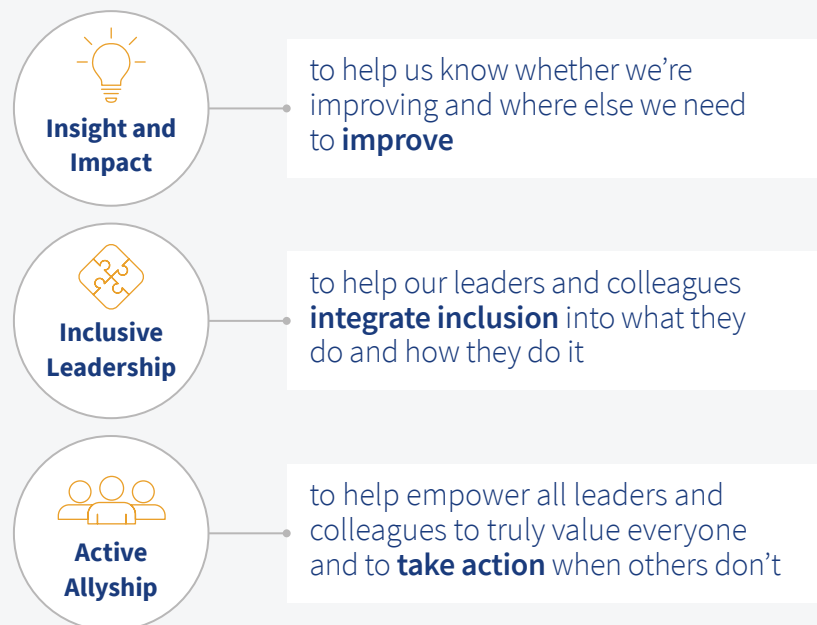 Insight and
Impact
to help us know whether we’re
improving and where else we need
to improve
Inclusive
Leadership
to help our leaders and colleagues
integrate inclusion into what they
do and how they do it
Active
Allyship
to help empower all leaders and
colleagues to truly value everyone
and to take action when others don’t